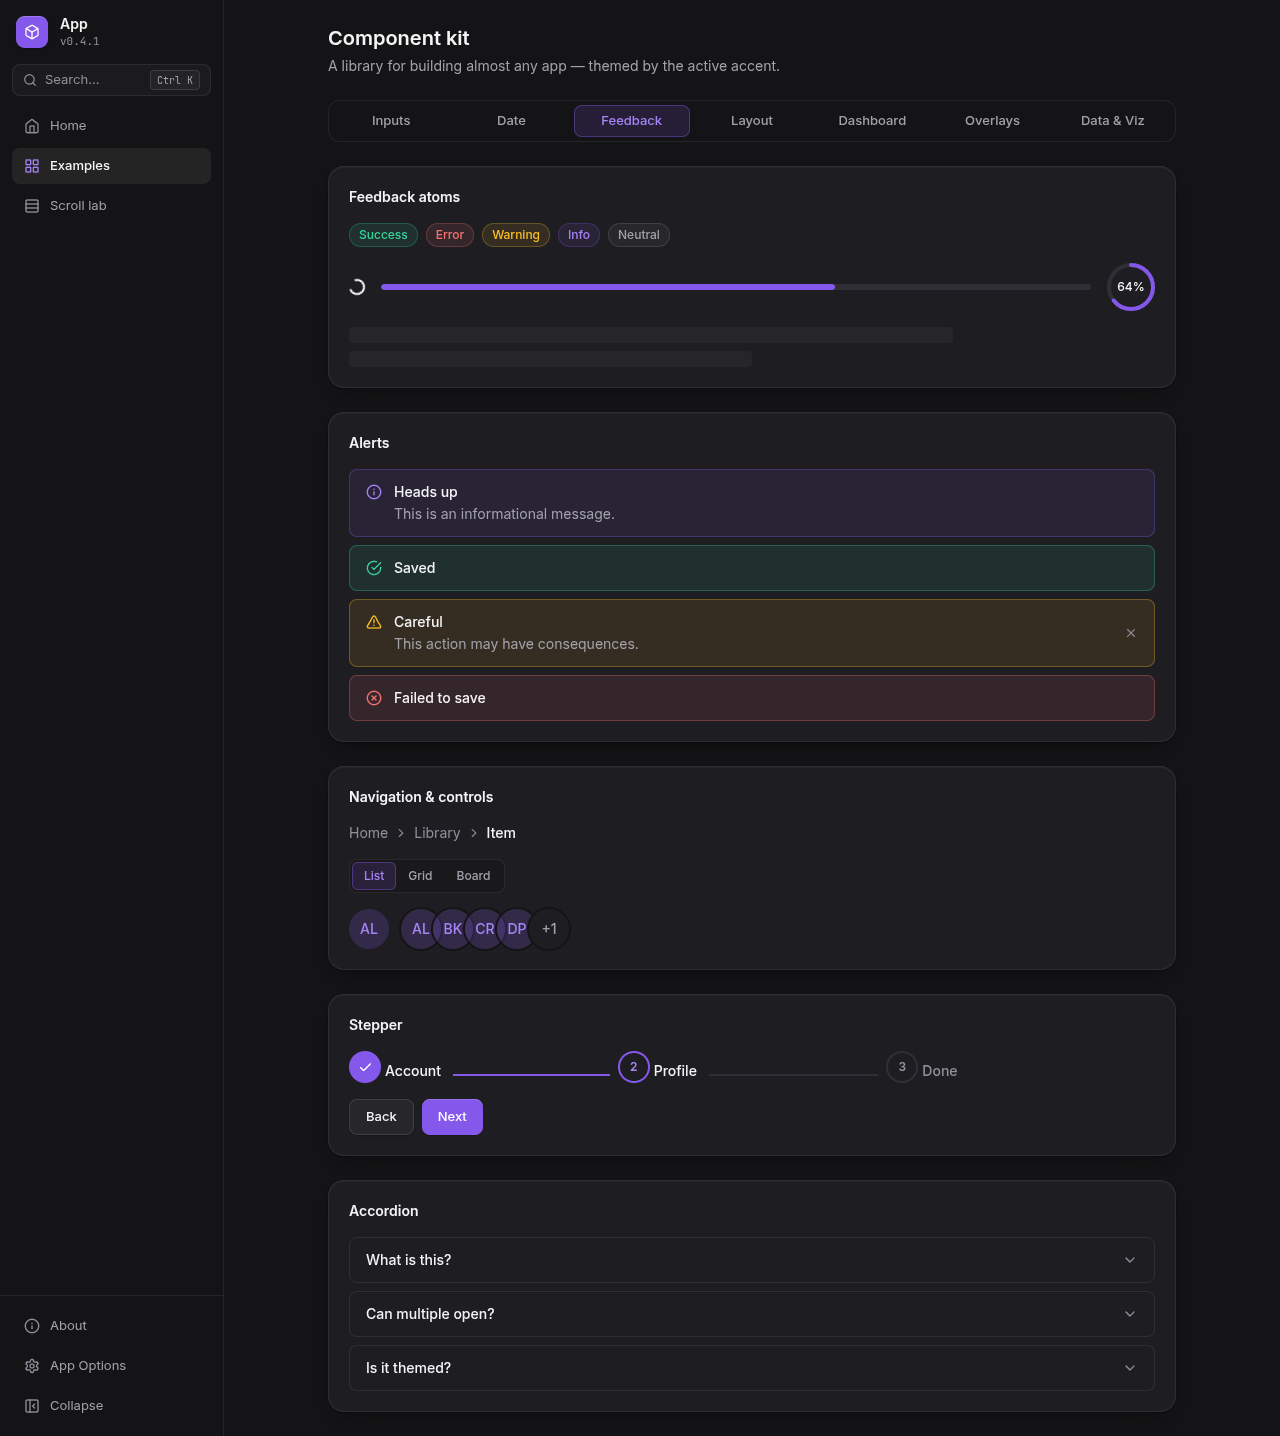 App
v0.4.1
Search...
Ctrl K
Home
Examples
Scroll lab
About
App Options
Collapse
Component kit
A library for building almost any app — themed by the active accent.
Inputs
Date
Feedback
Layout
Dashboard
Overlays
Data & Viz
Feedback atoms
Success
Error
Warning
Info
Neutral
64%
Alerts
Heads up
This is an informational message.
Saved
Careful
This action may have consequences.
Failed to save
Navigation & controls
Home
Library
Item
List
Grid
Board
AL
AL
BK
CR
DP
+1
Stepper
Account
2
Profile
3
Done
Back
Next
Accordion
What is this?
Can multiple open?
Is it themed?